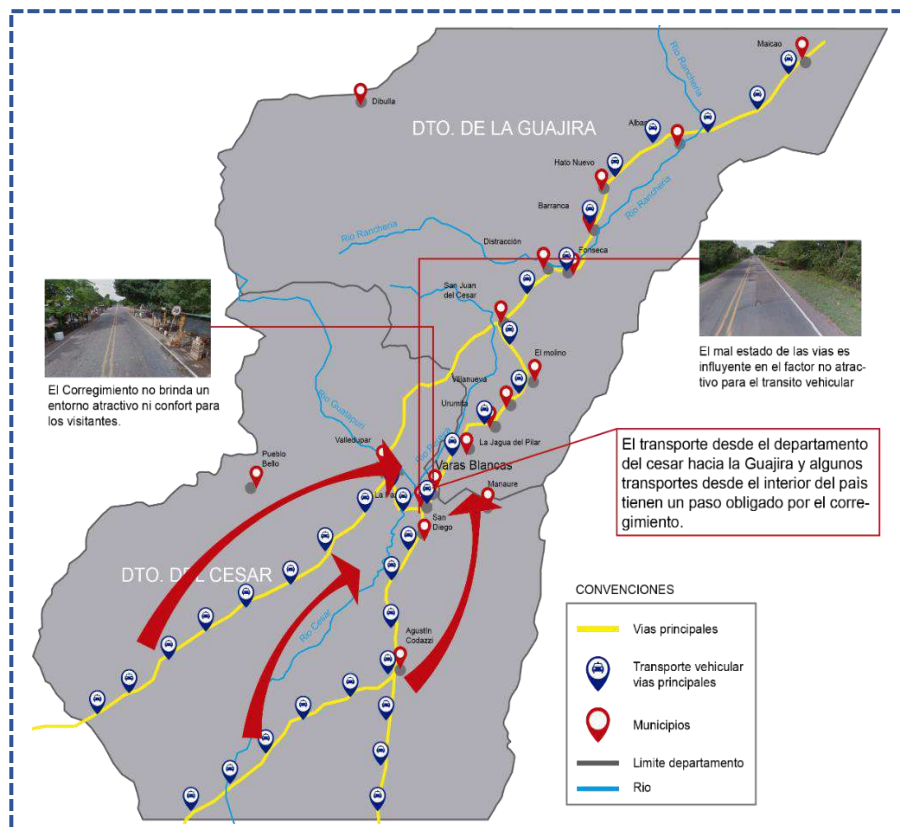 Maicao
Rio Rancheria
Dibulla
DTO. DE LA GUAJIRA
Hato Nuevo
Barranca
Rio Rancheria
Rio Rancheria
Distracción
Fonseca
San Juan
del Cesar
El Corregimiento no brinda un
entorno atractivo ni confort para
los visitantes.
El mal estado de las vias es
influyente en el factor no atrac-
tivo para el transito vehicular
El molino
Villanueva
Urumita
Rio Guatapuri
La Jagua del Pilar
Valledupar
Pueblo
Bello
Varas Blancas
Manaure
La
San
Diego
El transporte desde el departamento
del cesar hacia la Guajira y algunos
transportes desde el interior del pais
tienen un paso obligado por el corre-
gimiento.
DTO. DEL CESAR
Rio Cesar
Agustín
Codazzi
CONVENCIONES
Vias principales
Transporte vehicular
vias principales
Municipios
Limite departamento
Rio